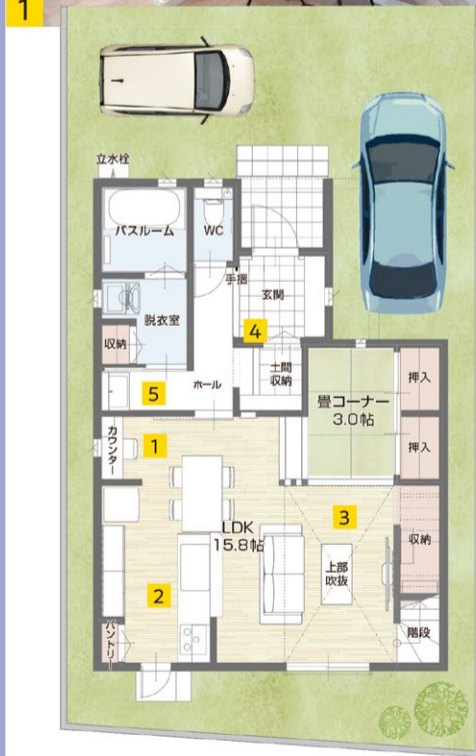 1
立水栓
バスルーム
WC
手摺
玄関
脱衣室
4
収納
土間
収納
5
ホール
畳コーナー
3.0帖
押入
押入
カウンター
1
3
LDK
15.8帖
収納
上部
吹抜
2
パントリー
階段